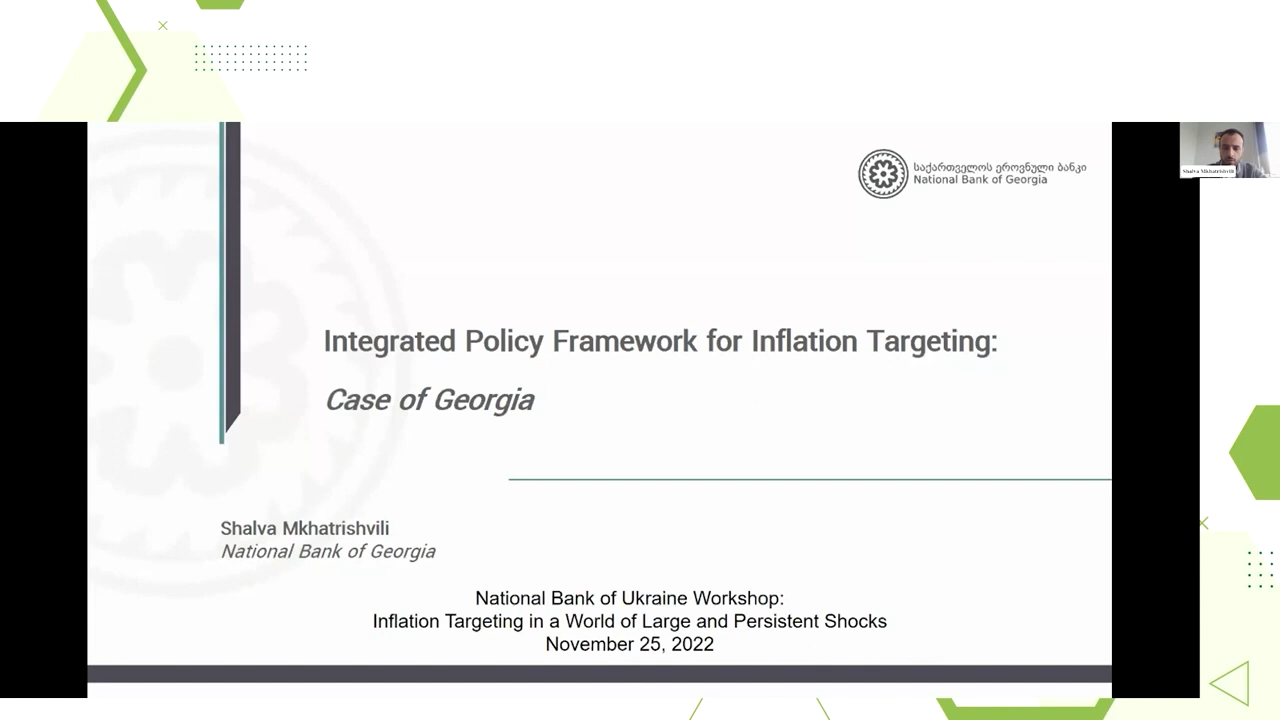 საქართველოს ეროვნული ბანკი
National Bank of Georgia
Integrated Policy Framework for Inflation Targeting:
Case of Georgia
Shalva Mkhatrishvili
National Bank of Georgia
National Bank of Ukraine Workshop:
Inflation Targeting in a World of Large and Persistent Shocks
November 25, 2022
Shalva Mkhatrishvili